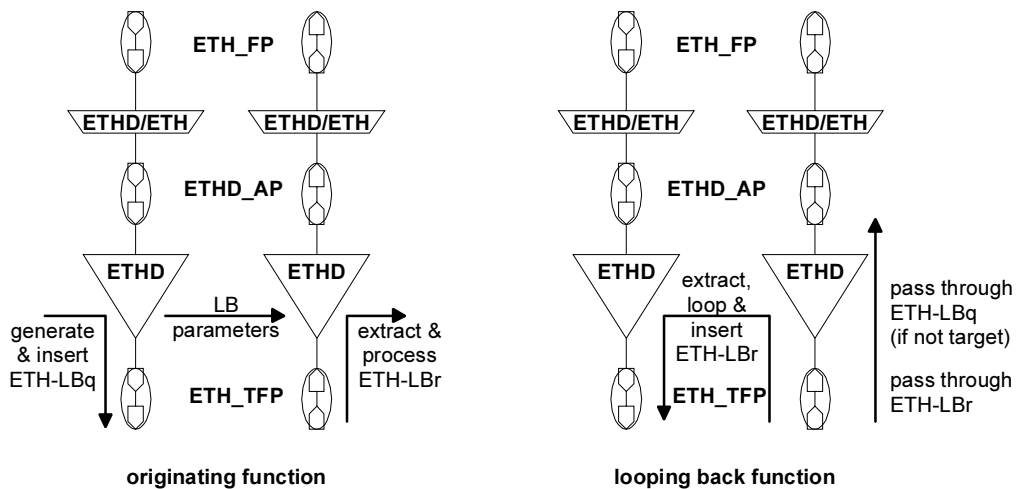 ETH_FP
ETH_FP
ETHD/ETH
ETHD/ETH
ETHD/ETH
ETHD/ETH
ETHD_AP
ETHD_AP
ETHD
ETHD
ETHD
ETHD
generate
& insert
ETH-LBq
LB
parameters
extract &
process
ETH-LBr
extract,
loop &
insert
ETH-LBr
pass through
ETH-LBq
(if not target)
pass through
ETH-LBr
ETH_TFP
ETH_TFP
originating function
looping back function